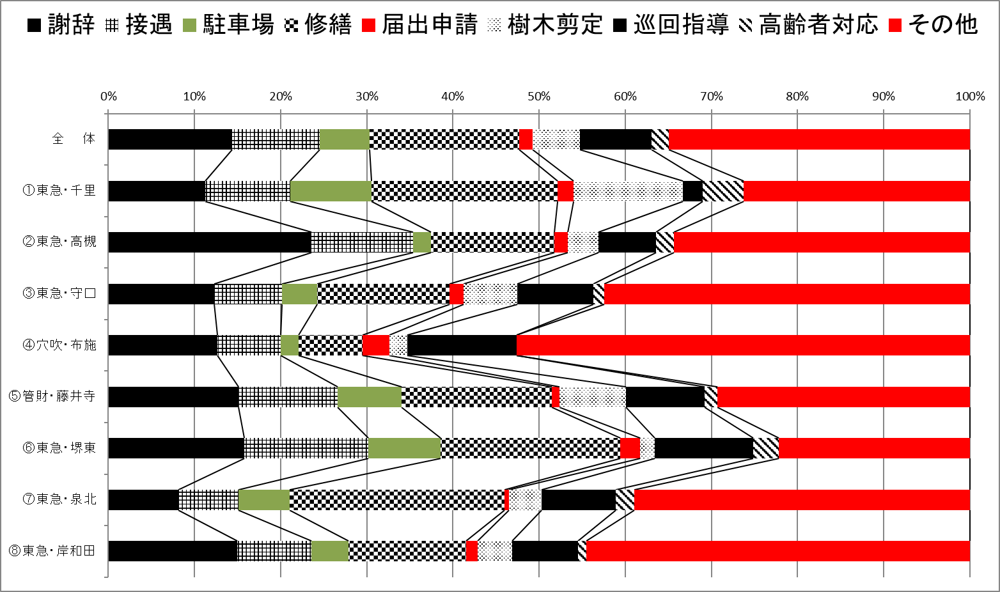 謝辞 接遇 駐車場 修繕 届出申請 樹木剪定 巡回指導 高齢者対応 その他
0% 10% 20% 30% 40% 50% 60% 70% 80% 90% 100%
全　体
①東急・千里
②東急・高槻
③東急・守口
④穴吹・布施
⑤管財・藤井寺
⑥東急・堺東
⑦東急・泉北
⑧東急・岸和田